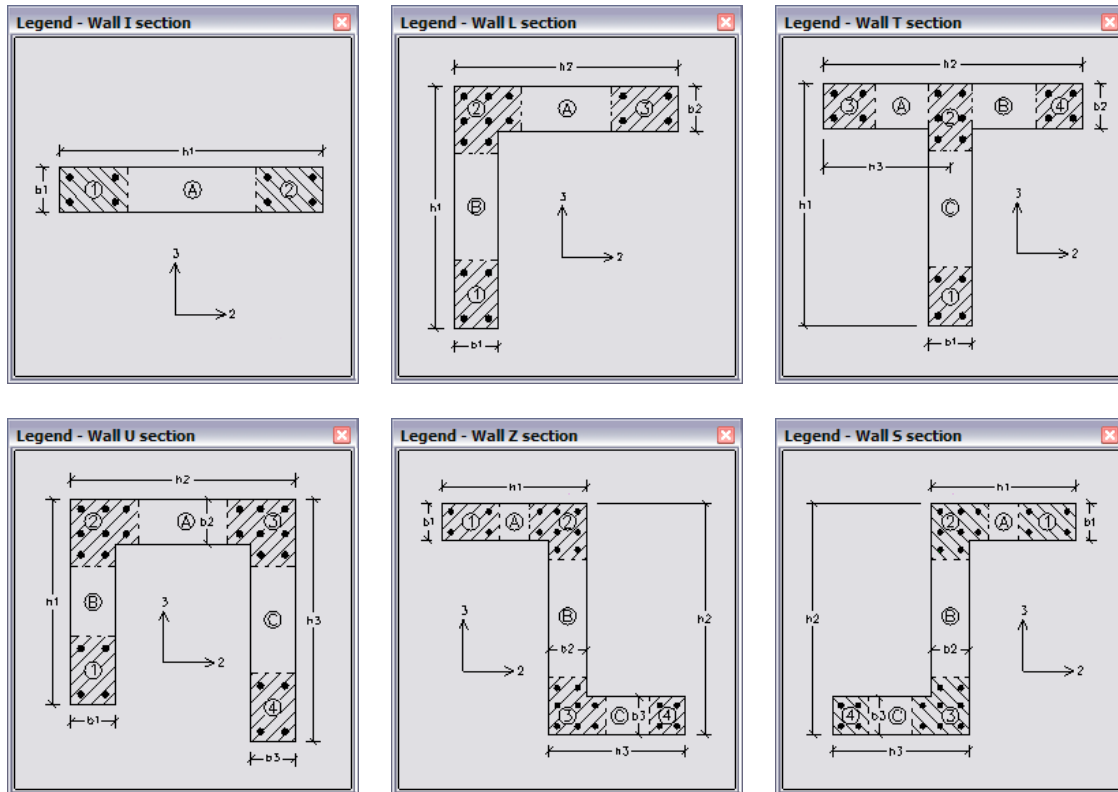 Legend - Wall I section
h1
b1
1
A
2
3
2
Legend - Wall L section
h2
2
A
3
b2
h1
B
3
2
1
b1
Legend - Wall T section
h2
3
A
2
B
4
b2
h3
h1
C
3
2
1
b1
Legend - Wall U section
h2
2
A
b2
3
h1
B
3
C
h3
2
1
4
b1
b3
Legend - Wall Z section
h1
b1
1
A
2
3
B
h2
b2
2
3
C
b3
4
h3
Legend - Wall S section
h1
2
A
1
b1
h2
B
3
b2
2
4
b3
C
3
h3